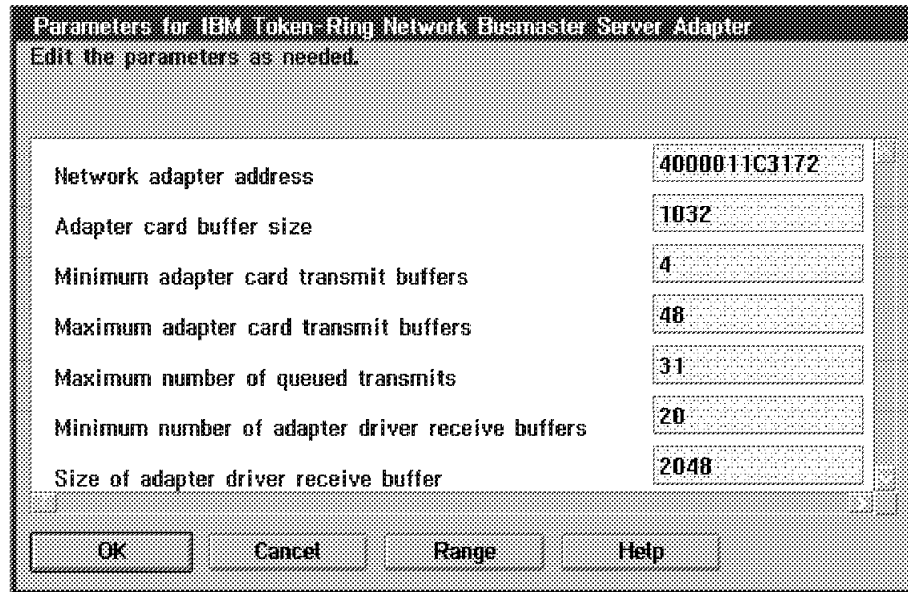 Parameters for IBM Token-Ring Network Busmaster Server Adapter
Edit the parameters as needed.
Network adapter address 4000011C3172
Adapter card buffer size 1032
Minimum adapter card transmit buffers 4
Maximum adapter card transmit buffers 48
Maximum number of queued transmits 31
Minimum number of adapter driver receive buffers 20
Size of adapter driver receive buffer 2048
OK Cancel Range Help